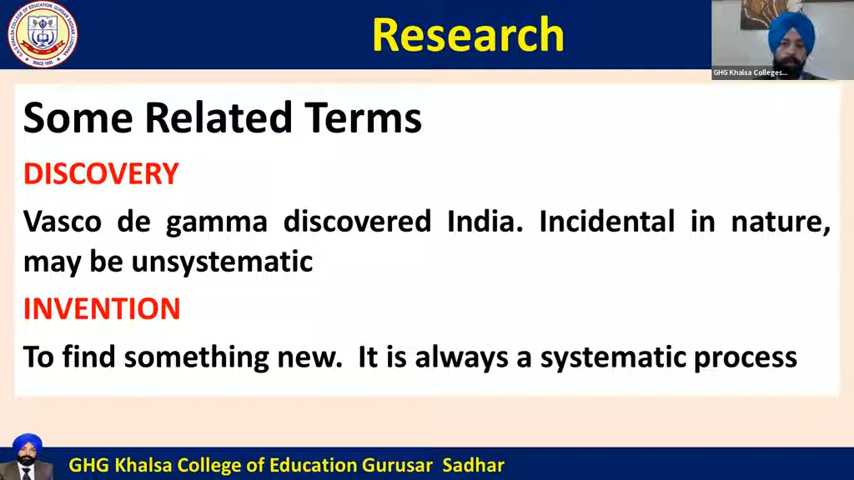 Research
GHG Khalsa Colleges...
Some Related Terms
DISCOVERY
Vasco de gamma discovered India. Incidental in nature,
may be unsystematic
INVENTION
To find something new. It is always a systematic process
GHG Khalsa College of Education Gurusar Sadhar